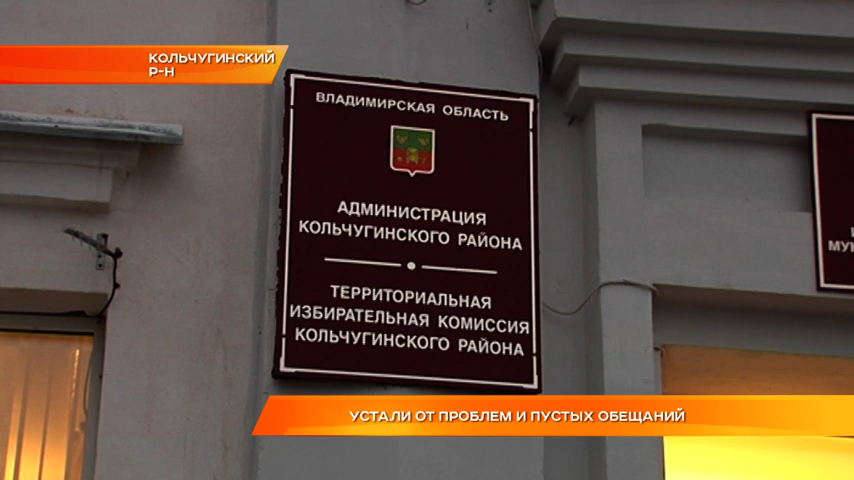 КОЛЬЧУГИНСКИЙ
Р-Н
ВЛАДИМИРСКАЯ ОБЛАСТЬ
АДМИНИСТРАЦИЯ
КОЛЬЧУГИНСКОГО РАЙОНА
ТЕРРИТОРИАЛЬНАЯ
ИЗБИРАТЕЛЬНАЯ КОМИССИЯ
КОЛЬЧУГИНСКОГО РАЙОНА
УСТАЛИ ОТ ПРОБЛЕМ И ПУСТЫХ ОБЕЩАНИЙ